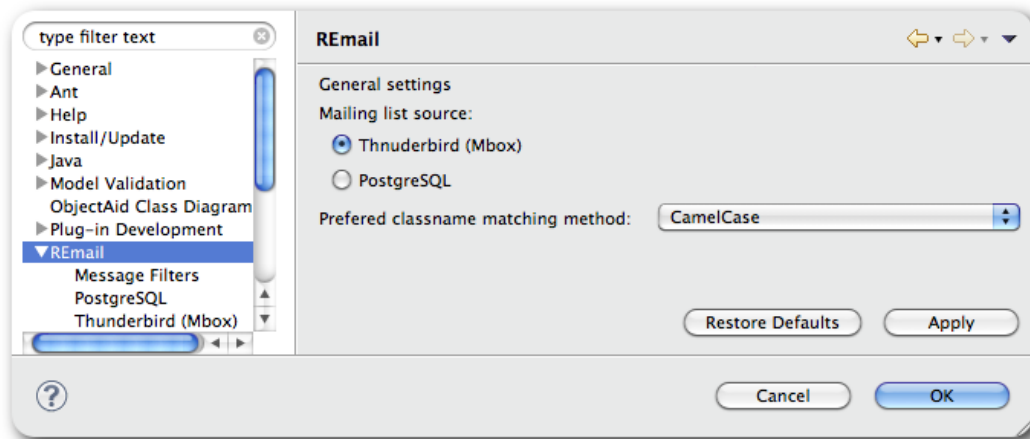 type filter text
General
Ant
Help
Install/Update
Java
Model Validation
ObjectAid Class Diagram
Plug-in Development
REmail
Message Filters
PostgreSQL
Thunderbird (Mbox)
REmail
General settings
Mailing list source:
Thnuderbird (Mbox)
PostgreSQL
Prefered classname matching method: CamelCase
Restore Defaults Apply
? Cancel OK